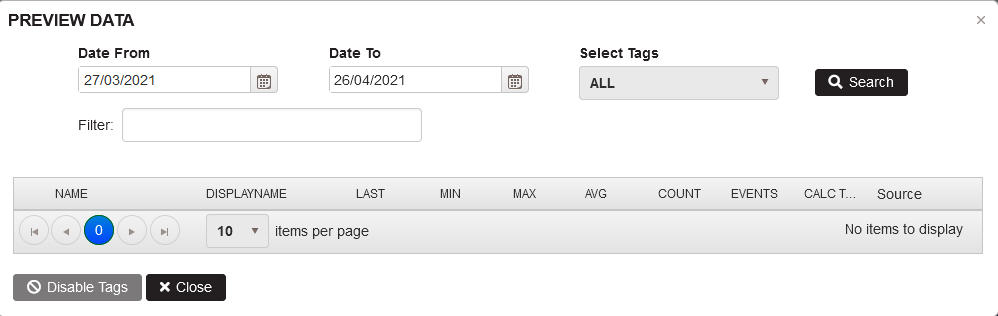 PREVIEW DATA ×
Date From Date To Select Tags
27/03/2021 26/04/2021 ALL Search
Filter:
NAME DISPLAYNAME LAST MIN MAX AVG COUNT EVENTS CALC T... Source
0 10 items per page No items to display
Disable Tags Close